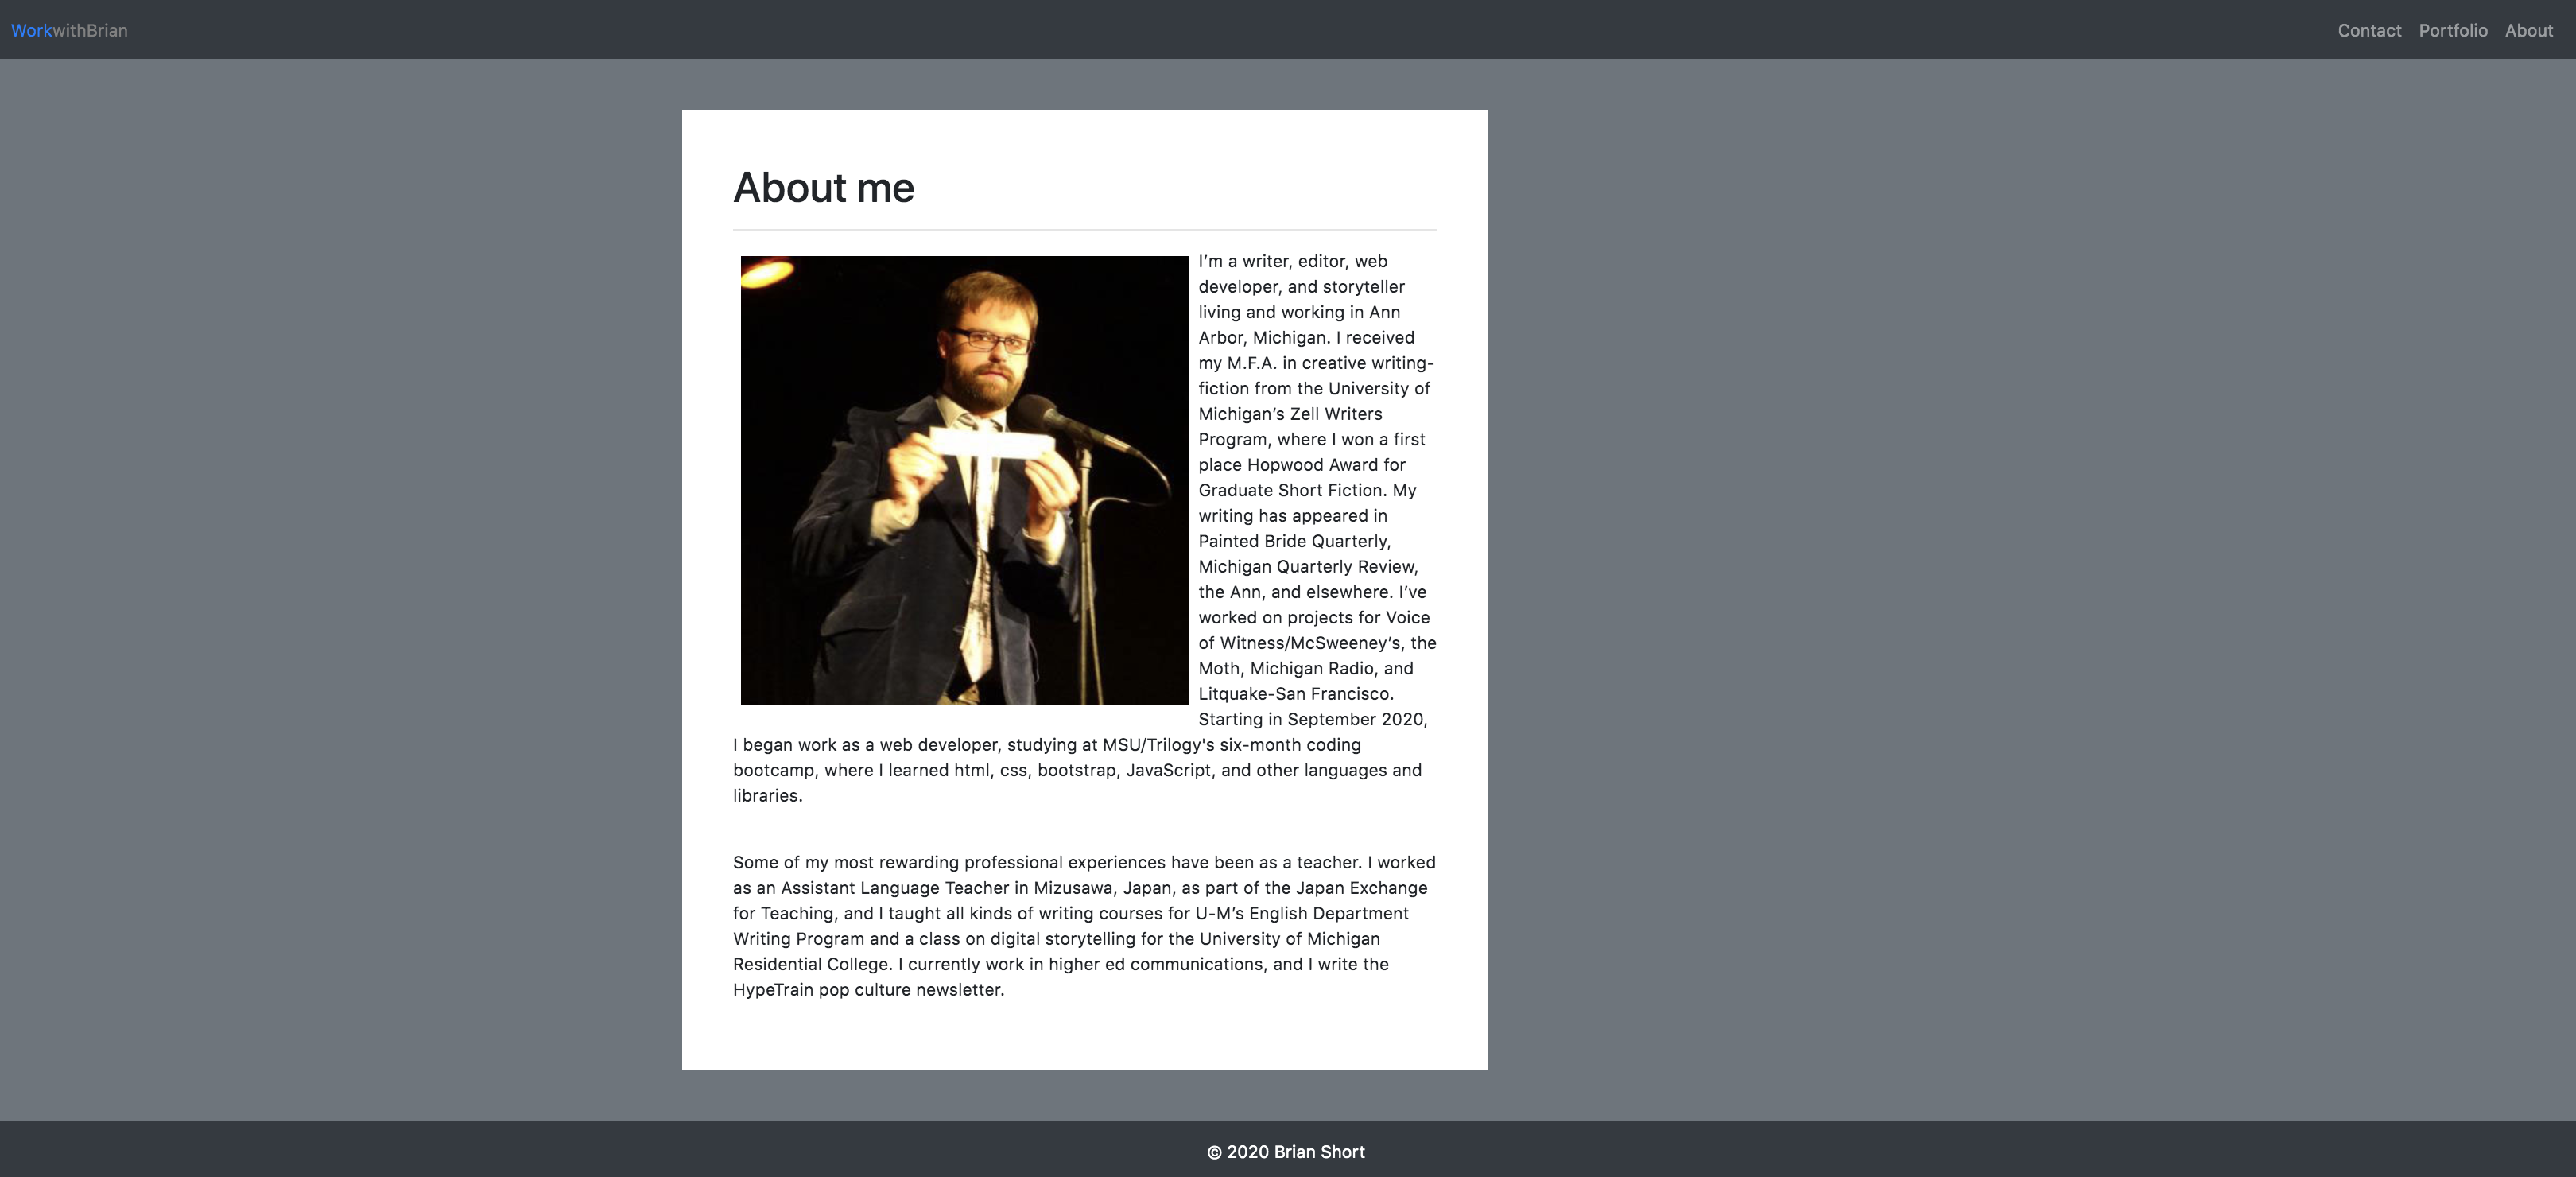 WorkwithBrian
Contact Portfolio About
About me
I’m a writer, editor, web
developer, and storyteller
living and working in Ann
Arbor, Michigan. I received
my M.F.A. in creative writing-
fiction from the University of
Michigan’s Zell Writers
Program, where I won a first
place Hopwood Award for
Graduate Short Fiction. My
writing has appeared in
Painted Bride Quarterly,
Michigan Quarterly Review,
the Ann, and elsewhere. I’ve
worked on projects for Voice
of Witness/McSweeney’s, the
Moth, Michigan Radio, and
Litquake-San Francisco.
Starting in September 2020,
I began work as a web developer, studying at MSU/Trilogy's six-month coding
bootcamp, where I learned html, css, bootstrap, JavaScript, and other languages and
libraries.
Some of my most rewarding professional experiences have been as a teacher. I worked
as an Assistant Language Teacher in Mizusawa, Japan, as part of the Japan Exchange
for Teaching, and I taught all kinds of writing courses for U-M’s English Department
Writing Program and a class on digital storytelling for the University of Michigan
Residential College. I currently work in higher ed communications, and I write the
HypeTrain pop culture newsletter.
© 2020 Brian Short